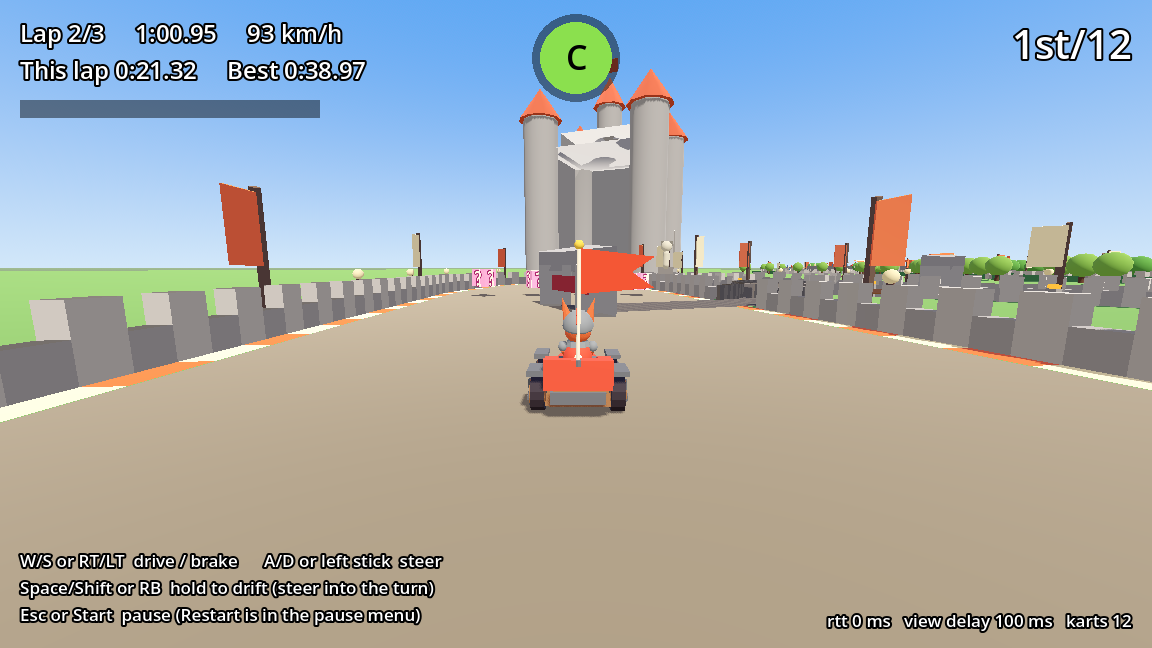 Lap 2/3 1:00.95 93 km/h
This lap 0:21.32 Best 0:38.97
C
1st/12
W/S or RT/LT drive / brake A/D or left stick steer
Space/Shift or RB hold to drift (steer into the turn)
Esc or Start pause (Restart is in the pause menu)
rtt 0 ms view delay 100 ms karts 12